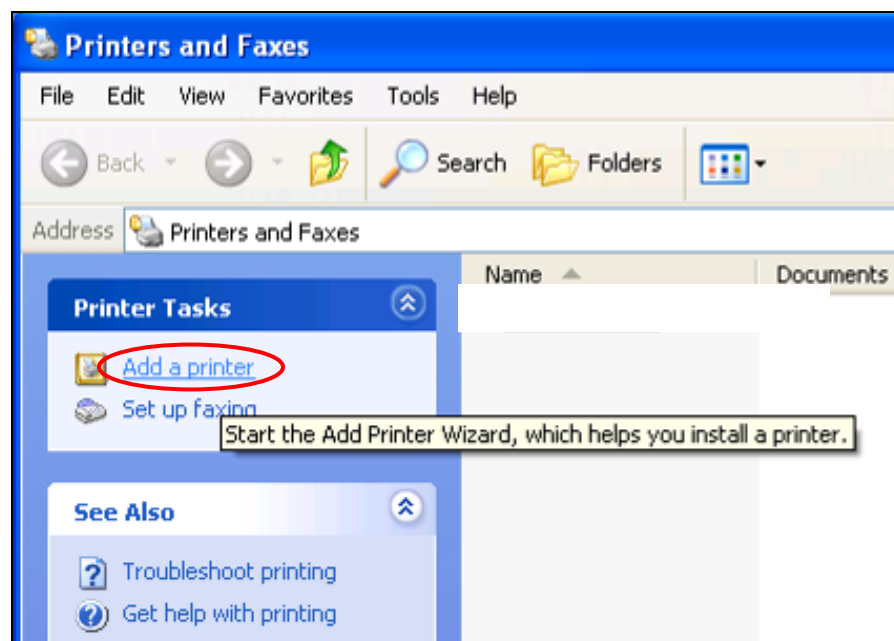 Printers and Faxes
File Edit View Favorites Tools Help
Back Search Folders
Address Printers and Faxes
Name Documents
Printer Tasks
Add a printer
Set up faxing
Start the Add Printer Wizard, which helps you install a printer.
See Also
Troubleshoot printing
Get help with printing